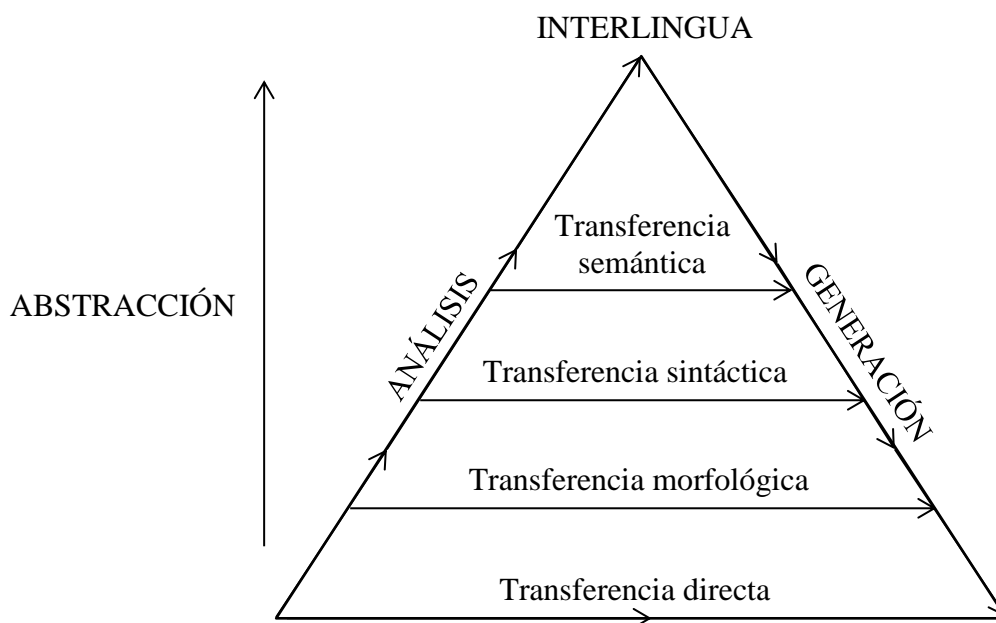 INTERLINGUA
Transferencia
semántica
ABSTRACCIÓN
ANÁLISIS
GENERACIÓN
Transferencia sintáctica
Transferencia morfológica
Transferencia directa